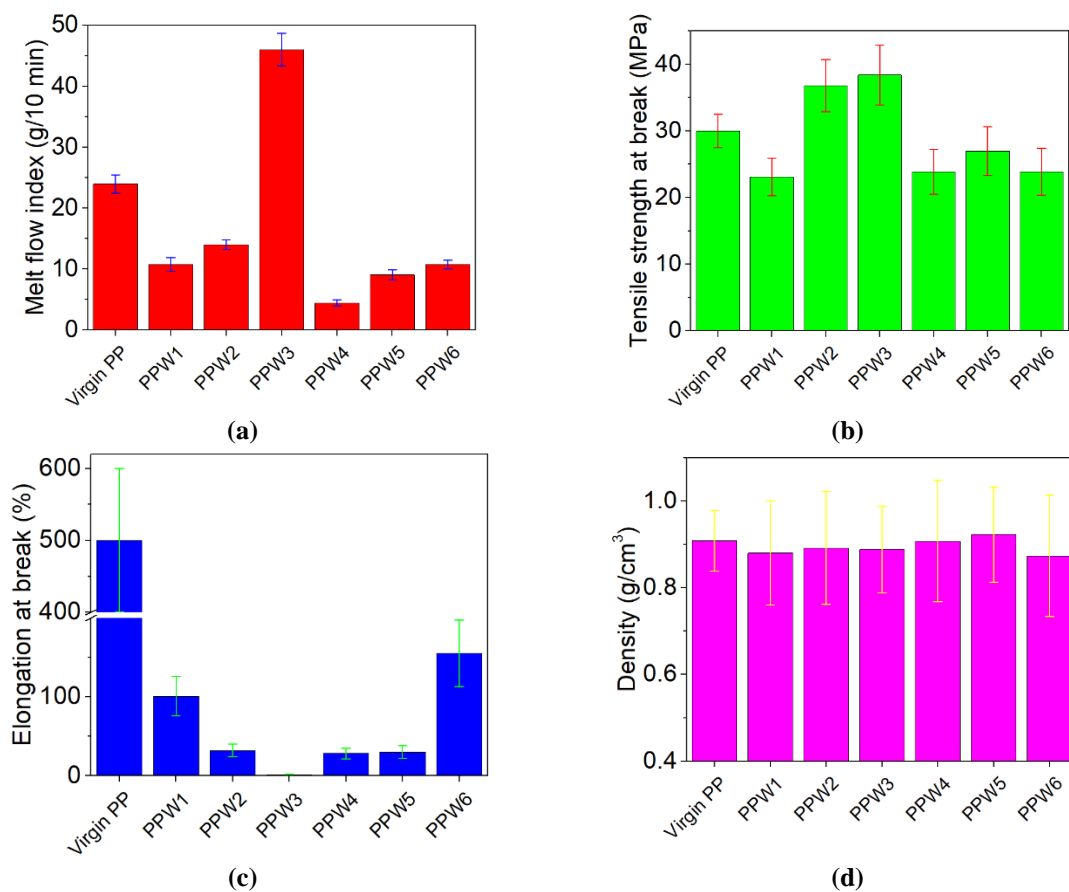 Melt flow index (g/10 min)
50
40
30
20
10
0
Virgin PP
PPW1
PPW2
PPW3
PPW4
PPW5
PPW6
(a)
Tensile strength at break (MPa)
40
30
20
10
0
Virgin PP
PPW1
PPW2
PPW3
PPW4
PPW5
PPW6
(b)
Elongation at break (%)
600
500
400
100
0
Virgin PP
PPW1
PPW2
PPW3
PPW4
PPW5
PPW6
(c)
Density (g/cm³)
1.0
0.8
0.6
0.4
Virgin PP
PPW1
PPW2
PPW3
PPW4
PPW5
PPW6
(d)